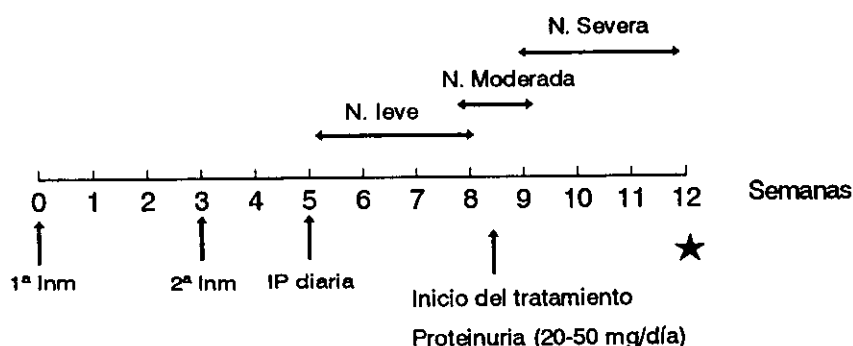 N. Severa
N. Moderada
N. leve
0 1 2 3 4 5 6 7 8 9 10 11 12 Semanas
1ª Inm 2ª Inm IP diaria
Inicio del tratamiento
Proteinuria (20-50 mg/día)